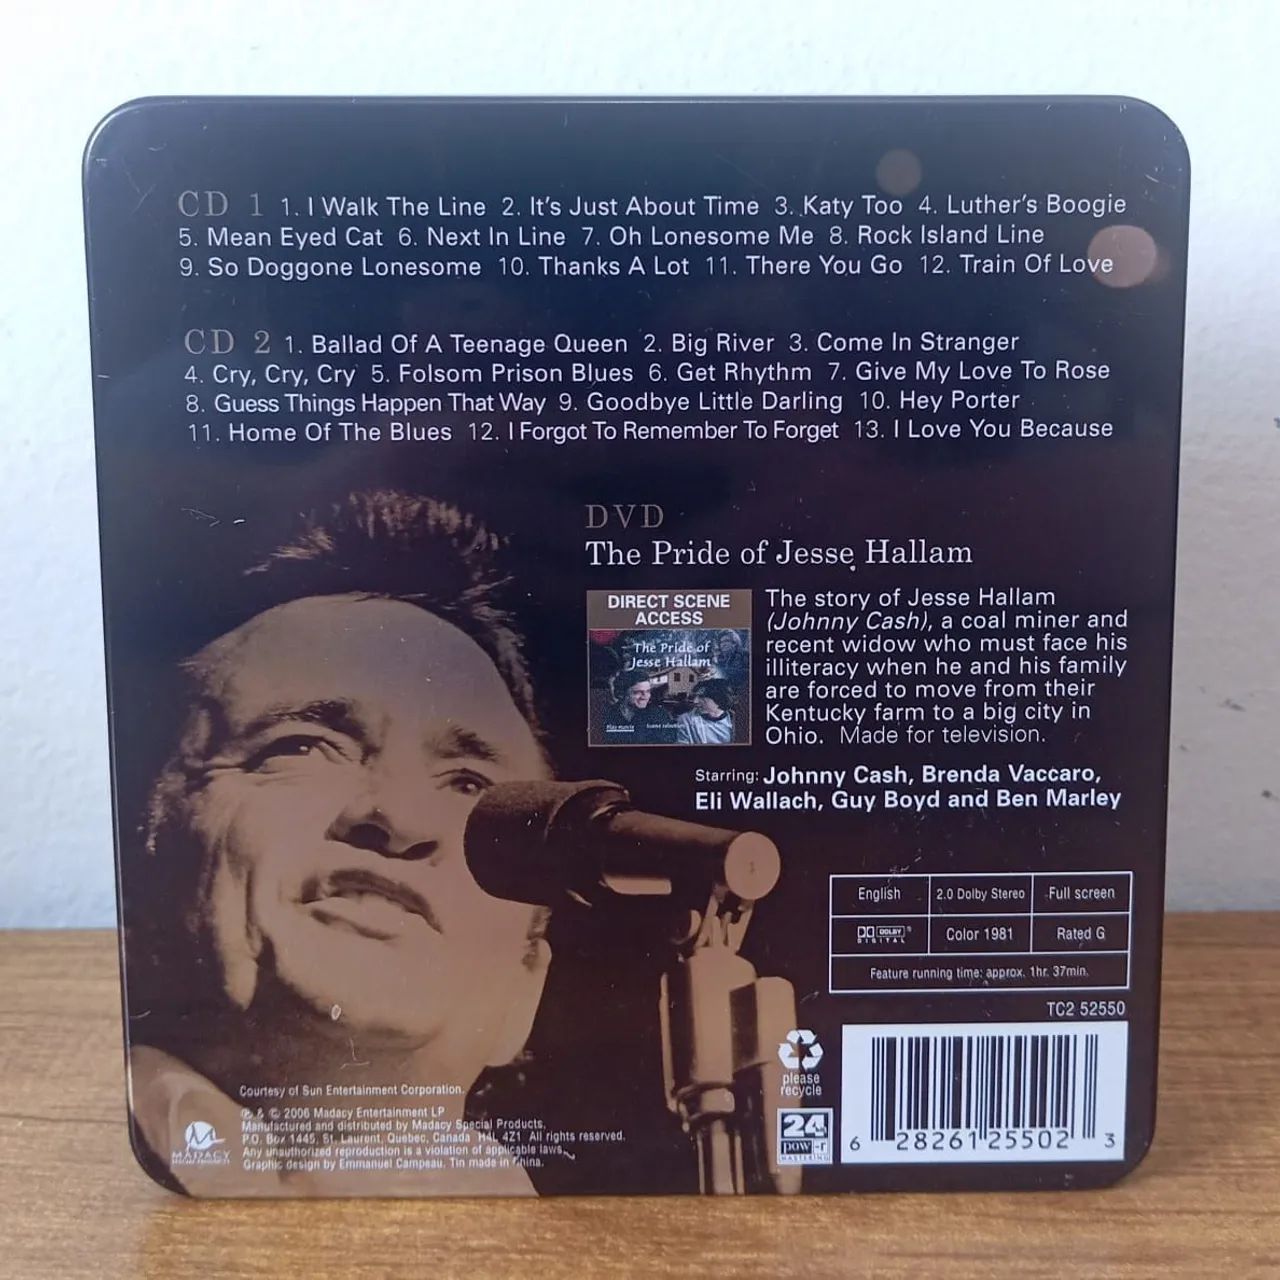 CD 1 1. I Walk The Line 2. It's Just About Time 3. Katy Too 4. Luther's Boogie
5. Mean Eyed Cat 6. Next In Line 7. Oh Lonesome Me 8. Rock Island Line
9. So Doggone Lonesome 10. Thanks A Lot 11. There You Go 12. Train Of Love
CD 2 1. Ballad Of A Teenage Queen 2. Big River 3. Come In Stranger
4. Cry, Cry, Cry 5. Folsom Prison Blues 6. Get Rhythm 7. Give My Love To Rose
8. Guess Things Happen That Way 9. Goodbye Little Darling 10. Hey Porter
11. Home Of The Blues 12. I Forgot To Remember To Forget 13. I Love You Because
DVD
The Pride of Jesse Hallam
DIRECT SCENE
ACCESS
The Pride of
Jesse Hallam
Play movie Scene selection
The story of Jesse Hallam
(Johnny Cash), a coal miner and
recent widow who must face his
illiteracy when he and his family
are forced to move from their
Kentucky farm to a big city in
Ohio. Made for television.
Starring: Johnny Cash, Brenda Vaccaro,
Eli Wallach, Guy Boyd and Ben Marley
English 2.0 Dolby Stereo Full screen
DOLBY DIGITAL Color 1981 Rated G
Feature running time: approx. 1hr. 37min.
TC2 52550
please
recycle
24
pow-r
MASTERING
6 28261 25502 3
Courtesy of Sun Entertainment Corporation.
℗ & © 2006 Madacy Entertainment LP
Manufactured and distributed by Madacy Special Products,
P.O. Box 1445, St. Laurent, Quebec, Canada H4L 4Z1 All rights reserved.
Any unauthorized reproduction is a violation of applicable laws.
Graphic design by Emmanuel Campeau. Tin made in China.
MADACY